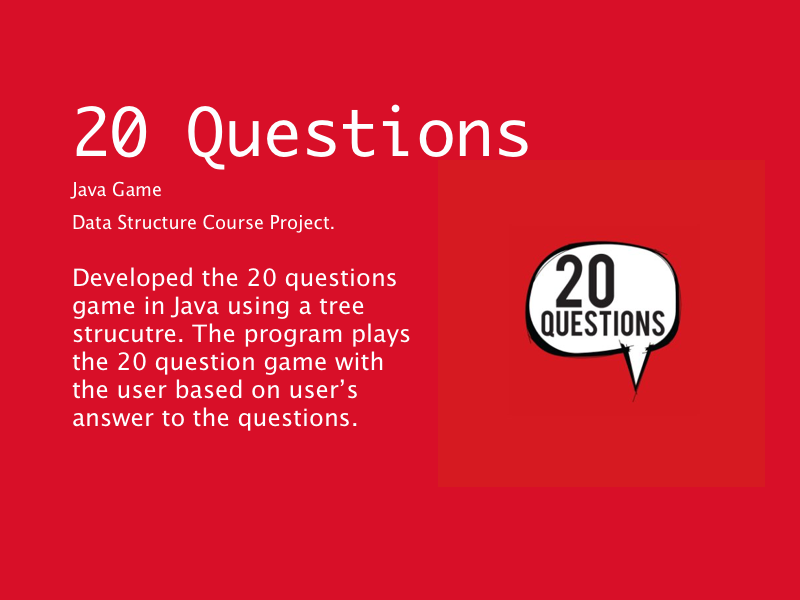 20 Questions
Java Game
Data Structure Course Project.
Developed the 20 questions
game in Java using a tree
strucutre. The program plays
the 20 question game with
the user based on user’s
answer to the questions.
20
QUESTIONS